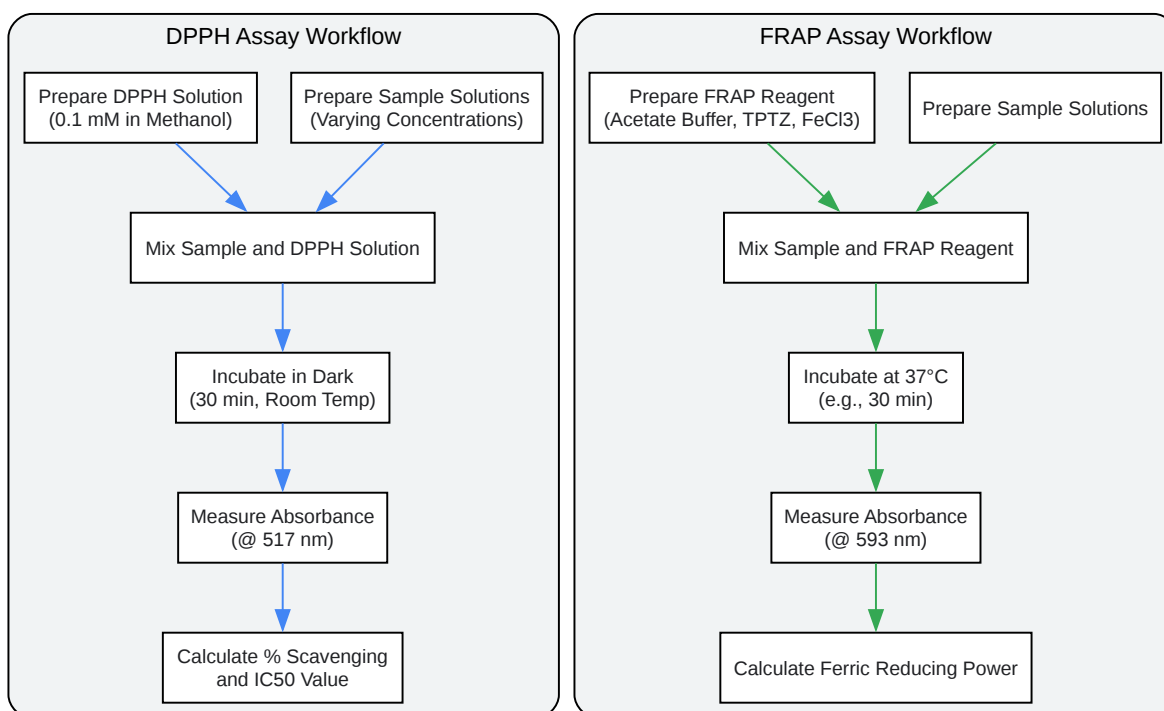 DPPH Assay Workflow
Prepare DPPH Solution
(0.1 mM in Methanol)
Prepare Sample Solutions
(Varying Concentrations)
Mix Sample and DPPH Solution
Incubate in Dark
(30 min, Room Temp)
Measure Absorbance
(@ 517 nm)
Calculate % Scavenging
and IC50 Value
FRAP Assay Workflow
Prepare FRAP Reagent
(Acetate Buffer, TPTZ, FeCl3)
Prepare Sample Solutions
Mix Sample and FRAP Reagent
Incubate at 37°C
(e.g., 30 min)
Measure Absorbance
(@ 593 nm)
Calculate Ferric Reducing Power